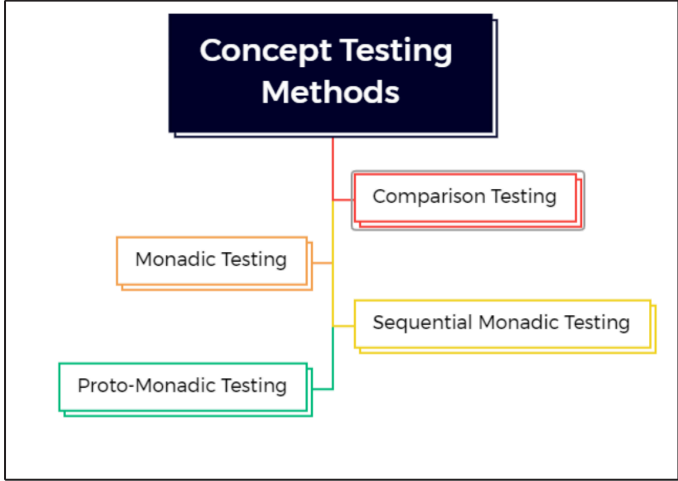 Concept Testing
Methods
Comparison Testing
Monadic Testing
Sequential Monadic Testing
Proto-Monadic Testing